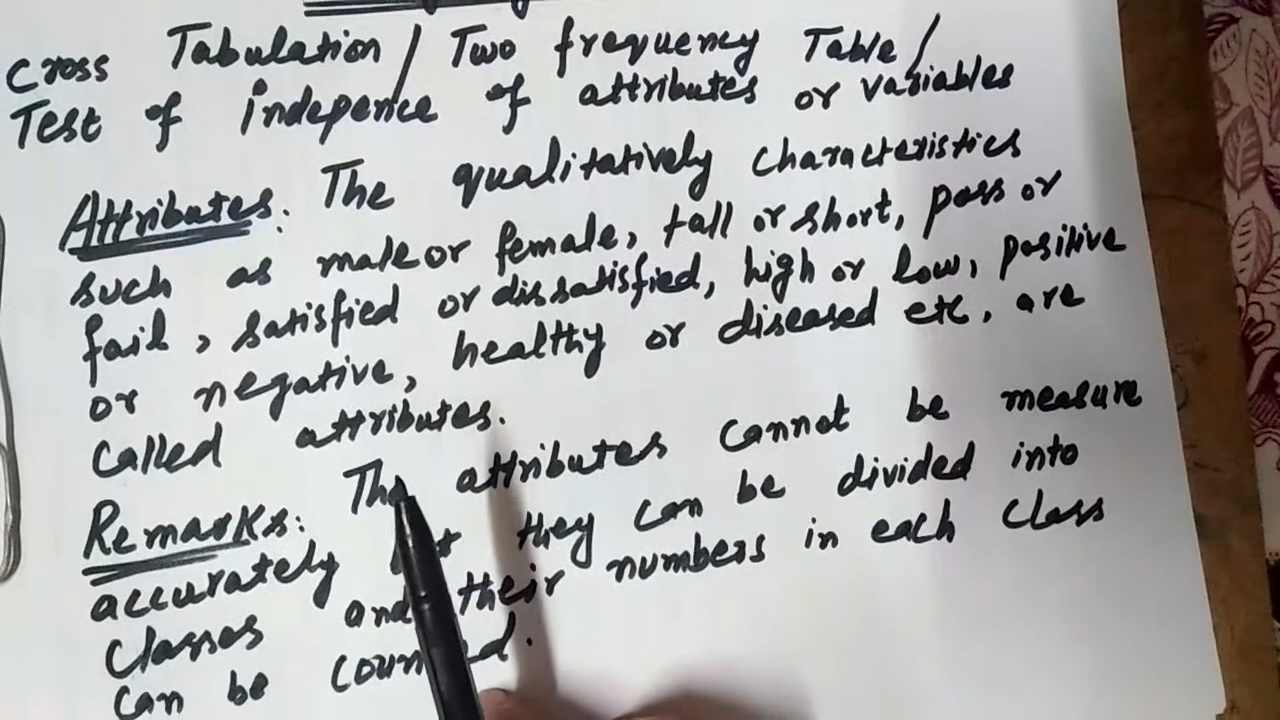 Cross Tabulation / Two frequency Table /
Test of indepence of attributes or variables
Attributes: The qualitatively characteristics
such as male or female, tall or short, pass or
fail, satisfied or dissatisfied, high or low, positive
or negative, healthy or diseased etc, are
called attributes.
Remarks: The attributes cannot be measure
accurately they can be divided into
classes and their numbers in each class
can be